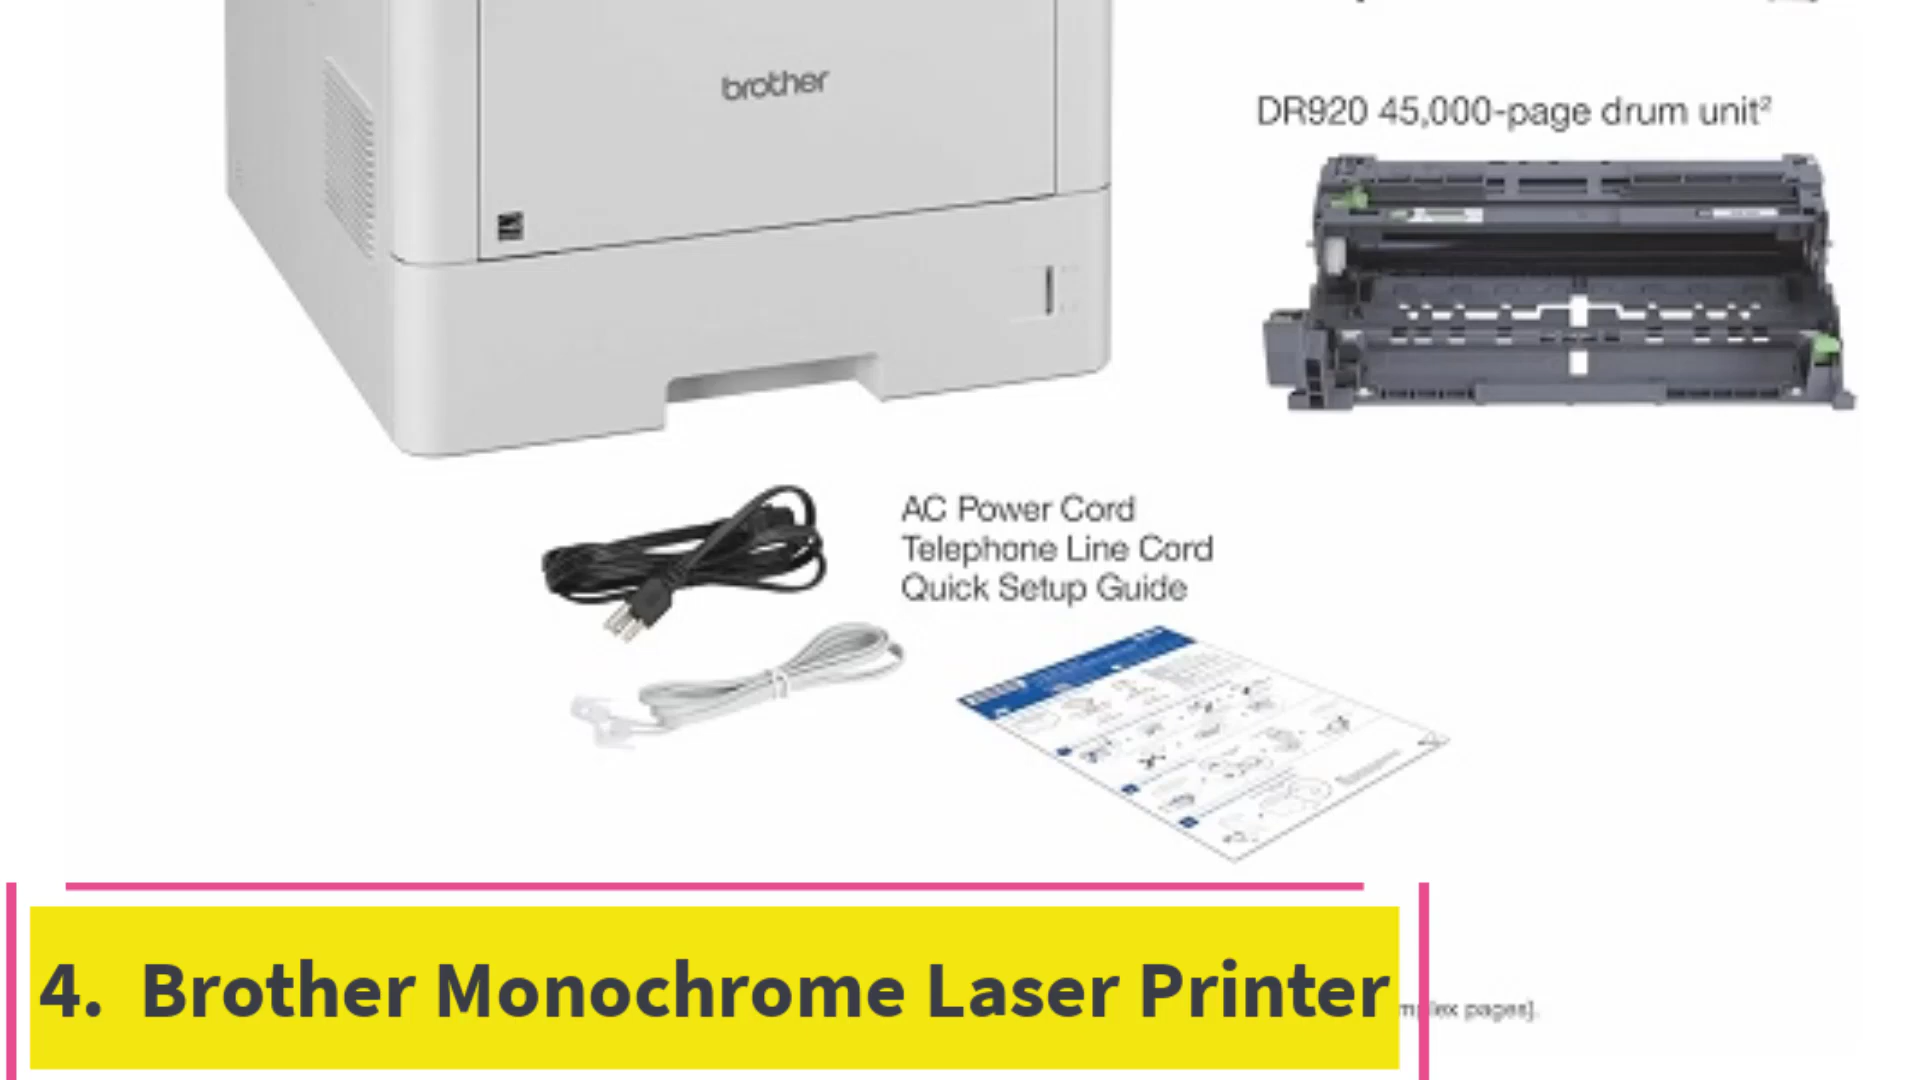 brother
DR920 45,000-page drum unit²
AC Power Cord
Telephone Line Cord
Quick Setup Guide
4. Brother Monochrome Laser Printer
pages].